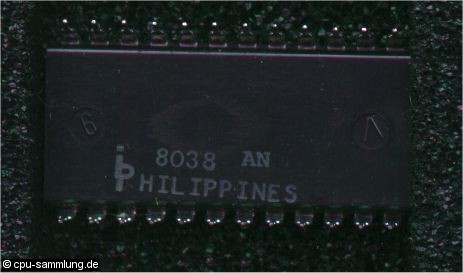 8038 AN
PHILIPPINES
© cpu-sammlung.de